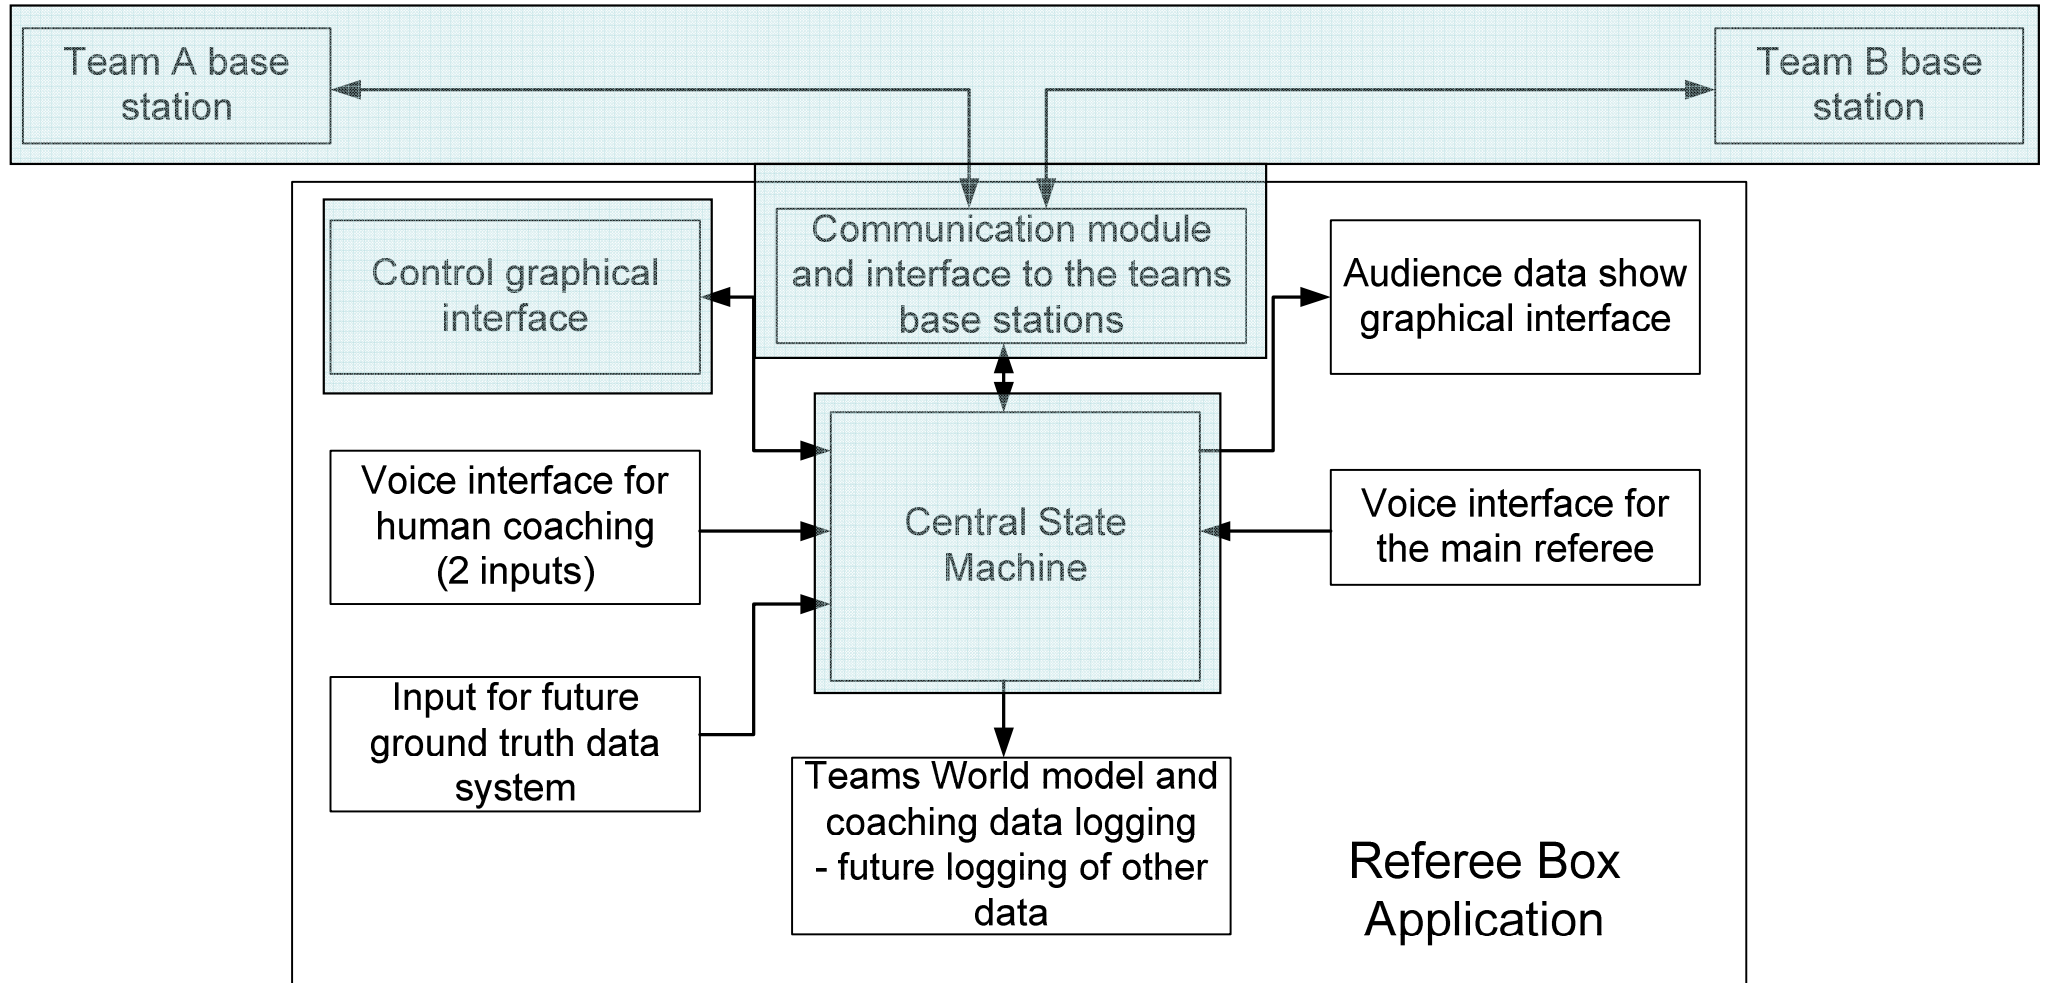 Team A base
station
Team B base
station
Communication module
and interface to the teams
base stations
Control graphical
interface
Audience data show
graphical interface
Voice interface for
human coaching
(2 inputs)
Central State
Machine
Voice interface for
the main referee
Input for future
ground truth data
system
Teams World model and
coaching data logging
- future logging of other
data
Referee Box
Application